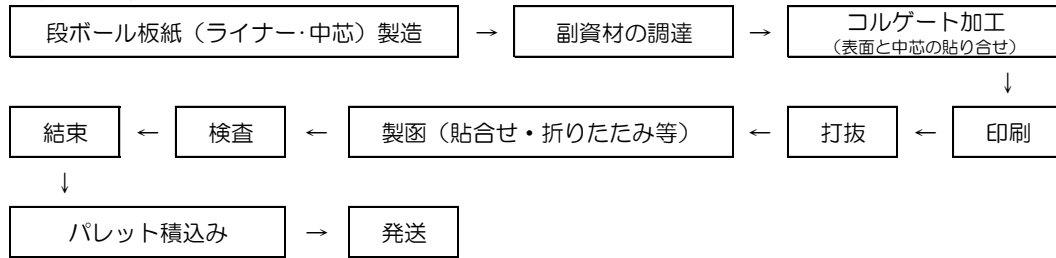 段ボール板紙（ライナー・中芯）製造 → 副資材の調達 → コルゲート加工
（表面と中芯の貼り合せ）
↓
結束 ← 検査 ← 製函（貼合せ・折りたたみ等） ← 打抜 ← 印刷
↓
パレット積込み → 発送